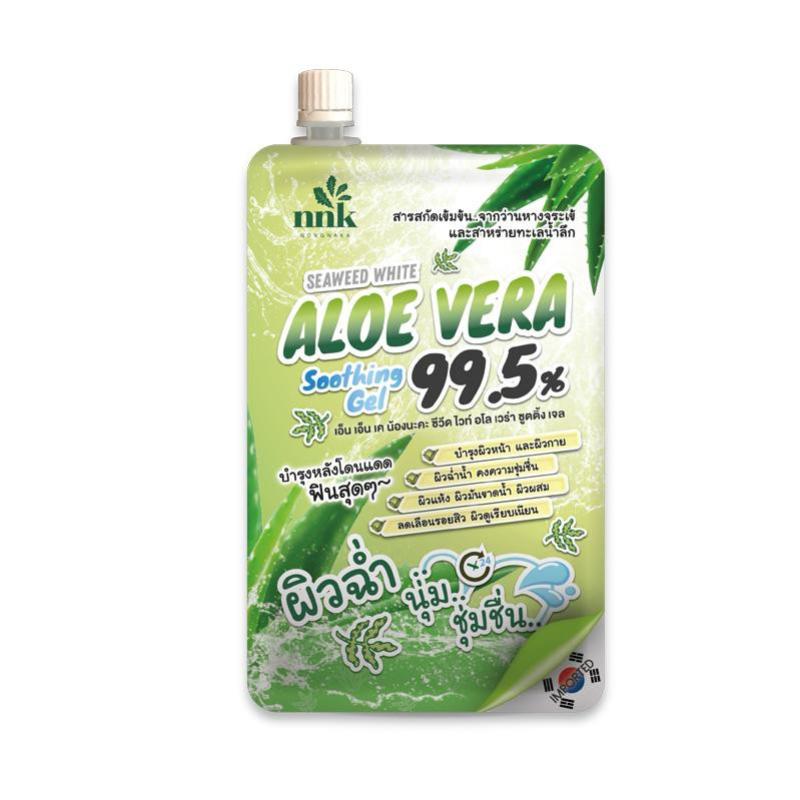 nnk
NONGNAKA
สารสกัดเข้มข้น..จากว่านหางจระเข้
และสาหร่ายทะเลน้ำลึก
SEAWEED WHITE
ALOE VERA
Soothing
Gel
99.5%
เอ็น เอ็น เค น้องนะคะ ซีวีด ไวท์ อโล เวร่า ซูตติ้ง เจล
บำรุงหลังโดนแดด
ฟินสุดๆ~
บำรุงผิวหน้า และผิวกาย
ผิวฉ่ำน้ำ คงความชุ่มชื่น
ผิวแห้ง ผิวมันขาดน้ำ ผิวผสม
ลดเลือนรอยสิว ผิวดูเรียบเนียน
ผิวฉ่ำ
นุ่ม..
x24
ชุ่มชื่น..
IMPORTED